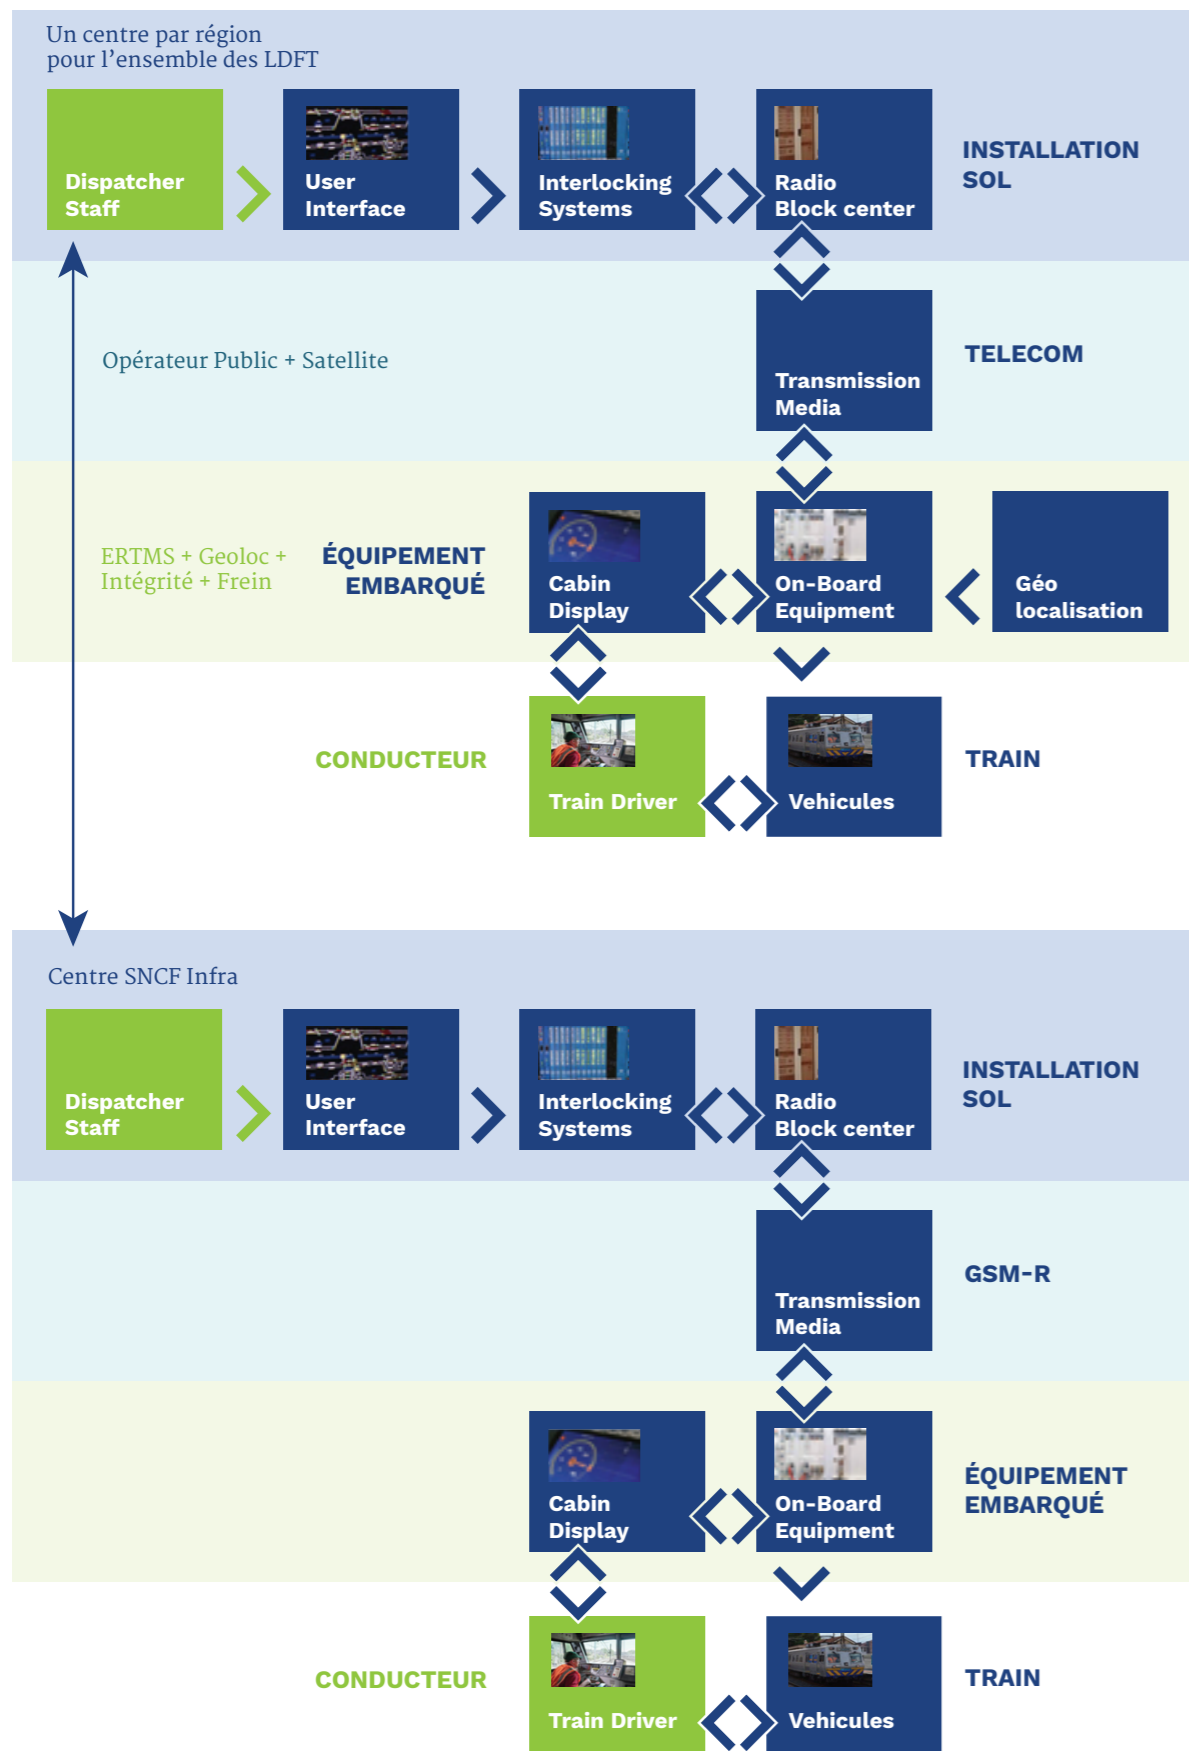 Un centre par région
pour l'ensemble des LDFT
Dispatcher
Staff
User
Interface
Interlocking
Systems
Radio
Block center
INSTALLATION
SOL
Opérateur Public + Satellite
Transmission
Media
TELECOM
ERTMS + Geoloc +
Intégrité + Frein
ÉQUIPEMENT
EMBARQUÉ
Cabin
Display
On-Board
Equipment
Géo
localisation
CONDUCTEUR
Train Driver
Vehicules
TRAIN
Centre SNCF Infra
Dispatcher
Staff
User
Interface
Interlocking
Systems
Radio
Block center
INSTALLATION
SOL
Transmission
Media
GSM-R
Cabin
Display
On-Board
Equipment
ÉQUIPEMENT
EMBARQUÉ
CONDUCTEUR
Train Driver
Vehicules
TRAIN